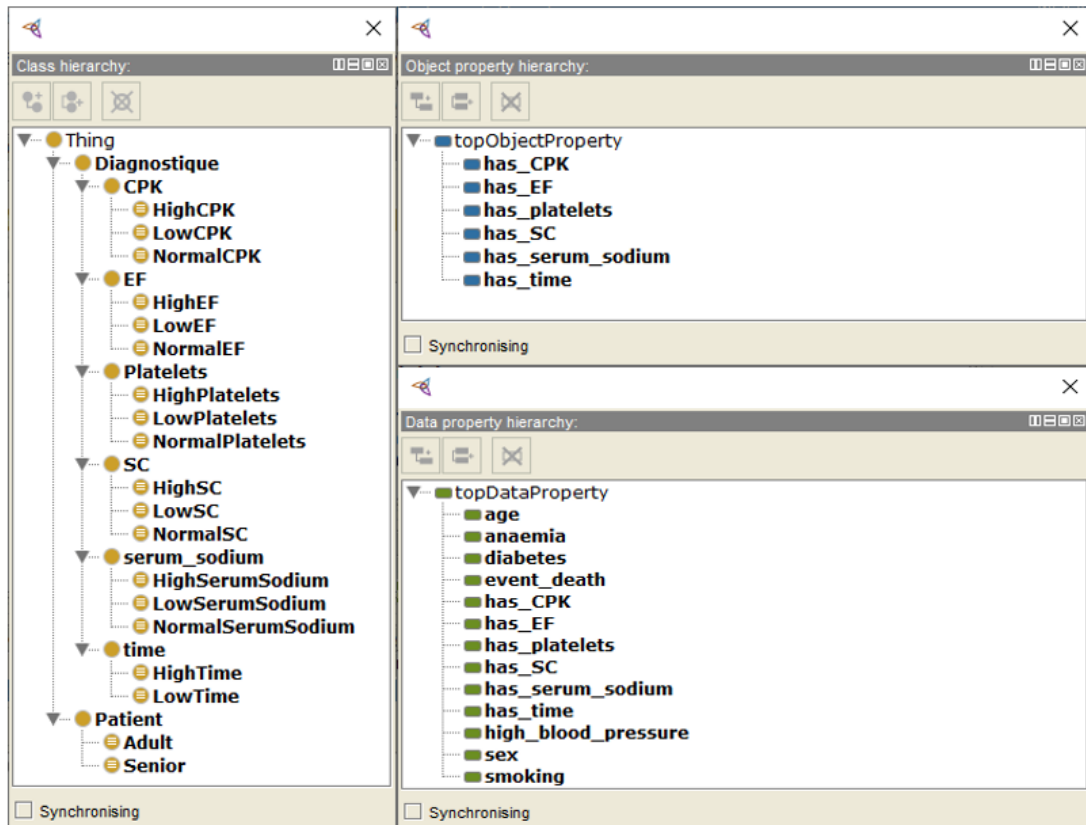 Class hierarchy:
Thing
Diagnostique
CPK
HighCPK
LowCPK
NormalCPK
EF
HighEF
LowEF
NormalEF
Platelets
HighPlatelets
LowPlatelets
NormalPlatelets
SC
HighSC
LowSC
NormalSC
serum_sodium
HighSerumSodium
LowSerumSodium
NormalSerumSodium
time
HighTime
LowTime
Patient
Adult
Senior
Synchronising
Object property hierarchy:
topObjectProperty
has_CPK
has_EF
has_platelets
has_SC
has_serum_sodium
has_time
Synchronising
Data property hierarchy:
topDataProperty
age
anaemia
diabetes
event_death
has_CPK
has_EF
has_platelets
has_SC
has_serum_sodium
has_time
high_blood_pressure
sex
smoking
Synchronising